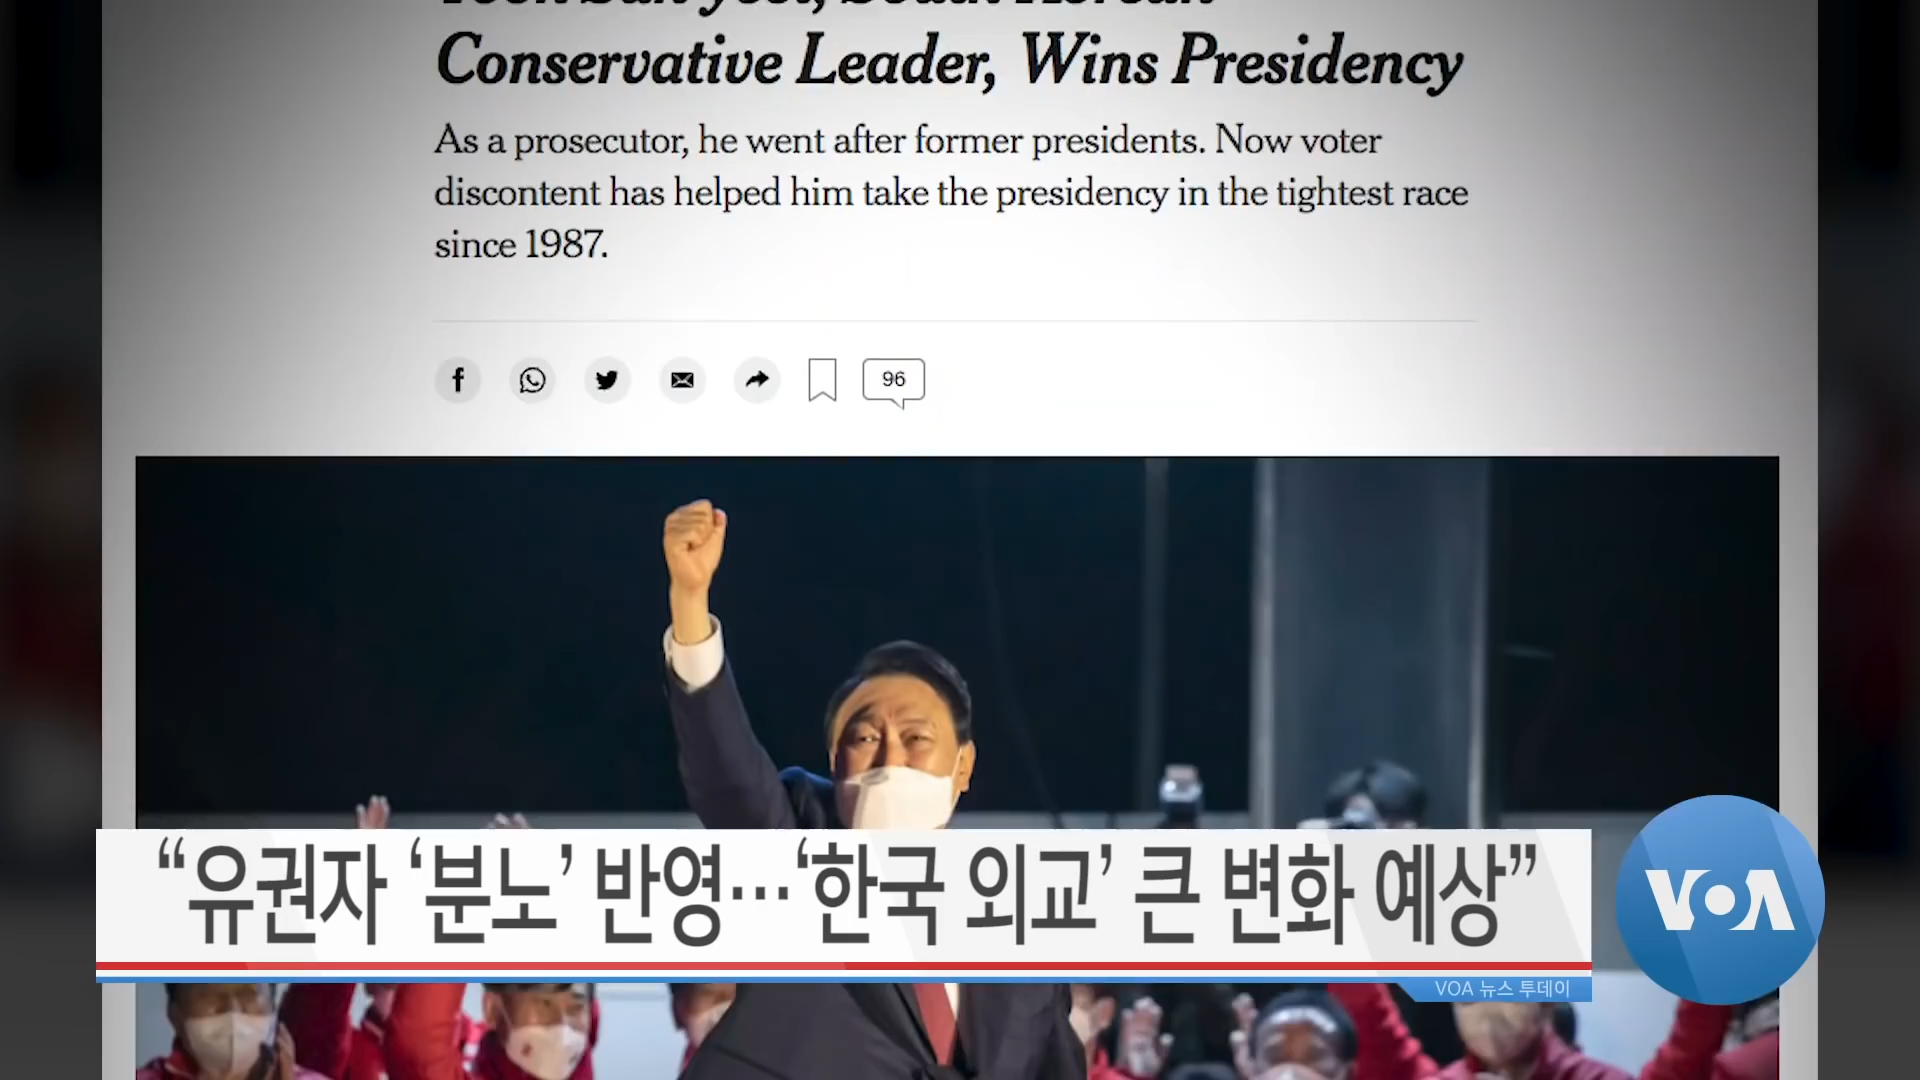 Conservative Leader, Wins Presidency
As a prosecutor, he went after former presidents. Now voter
discontent has helped him take the presidency in the tightest race
since 1987.
96
“유권자 ‘분노’ 반영…‘한국 외교’ 큰 변화 예상”
VOA
VOA 뉴스 투데이